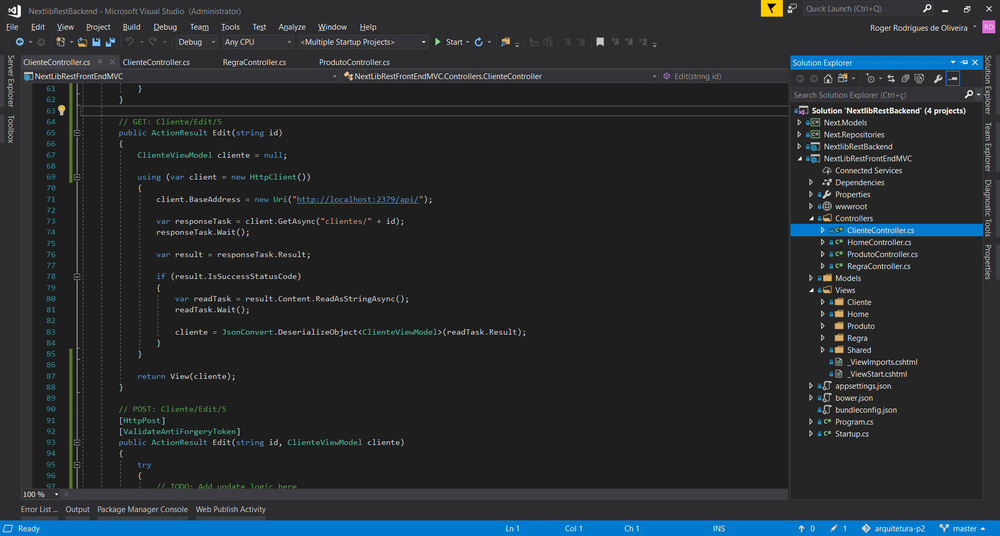 NextlibRestBackend - Microsoft Visual Studio (Administrator)
Quick Launch (Ctrl+Q)
File Edit View Project Build Debug Team Tools Test Analyze Window Help
Roger Rodrigues de Oliveira RO
Debug Any CPU <Multiple Startup Projects> Start
Server Explorer
Toolbox
ClienteController.cs ClienteController.cs RegraController.cs ProdutoController.cs
NextLibRestFrontEndMVC NextLibRestFrontEndMVC.Controllers.ClienteController Edit(string id)
61 }
62 }
63
64 // GET: Cliente/Edit/5
65 public ActionResult Edit(string id)
66 {
67 ClienteViewModel cliente = null;
68
69 using (var client = new HttpClient())
70 {
71 client.BaseAddress = new Uri("http://localhost:2379/api/");
72
73 var responseTask = client.GetAsync("clientes/" + id);
74 responseTask.Wait();
75
76 var result = responseTask.Result;
77
78 if (result.IsSuccessStatusCode)
79 {
80 var readTask = result.Content.ReadAsStringAsync();
81 readTask.Wait();
82
83 cliente = JsonConvert.DeserializeObject<ClienteViewModel>(readTask.Result);
84 }
85 }
86
87 return View(cliente);
88 }
89
90 // POST: Cliente/Edit/5
91 [HttpPost]
92 [ValidateAntiForgeryToken]
93 public ActionResult Edit(string id, ClienteViewModel cliente)
94 {
95 try
96 {
97 // TODO: Add update logic here
100 %
Solution Explorer
Search Solution Explorer (Ctrl+ç)
Solution 'NextlibRestBackend' (4 projects)
C# Next.Models
C# Next.Repositories
NextlibRestBackend
NextLibRestFrontEndMVC
Connected Services
Dependencies
Properties
wwwroot
Controllers
C# ClienteController.cs
C# HomeController.cs
C# ProdutoController.cs
C# RegraController.cs
Models
Views
Cliente
Home
Produto
Regra
Shared
_ViewImports.cshtml
_ViewStart.cshtml
appsettings.json
bower.json
bundleconfig.json
C# Program.cs
C# Startup.cs
Solution Explorer
Team Explorer
Diagnostic Tools
Properties
Error List ... Output Package Manager Console Web Publish Activity
Ready Ln 1 Col 1 Ch 1 INS 0 1 arquitetura-p2 master